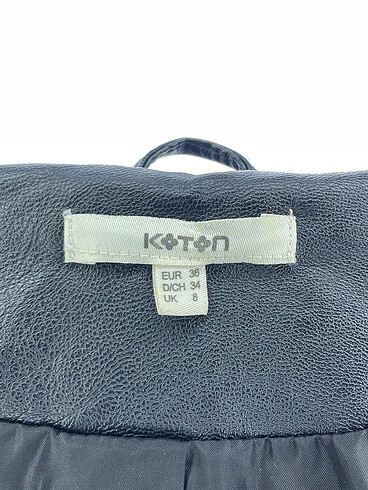 KOTON
EUR 36
D/CH 34
UK 8